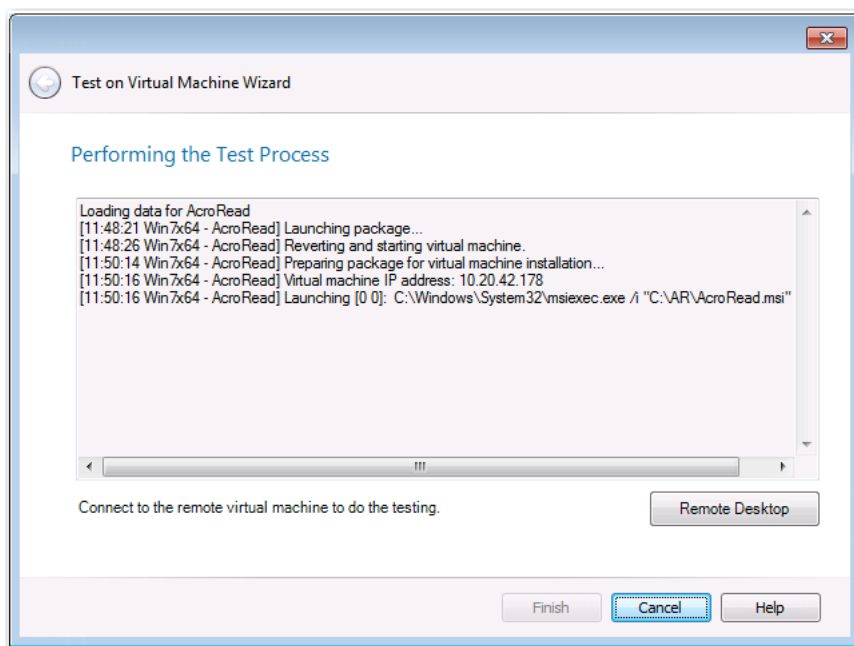 Test on Virtual Machine Wizard
Performing the Test Process
Loading data for AcroRead
[11:48:21 Win7x64 - AcroRead] Launching package...
[11:48:26 Win7x64 - AcroRead] Reverting and starting virtual machine.
[11:50:14 Win7x64 - AcroRead] Preparing package for virtual machine installation...
[11:50:16 Win7x64 - AcroRead] Virtual machine IP address: 10.20.42.178
[11:50:16 Win7x64 - AcroRead] Launching [0 0]:  C:\Windows\System32\msiexec.exe /i "C:\AR\AcroRead.msi"
Connect to the remote virtual machine to do the testing.
Remote Desktop
Finish
Cancel
Help